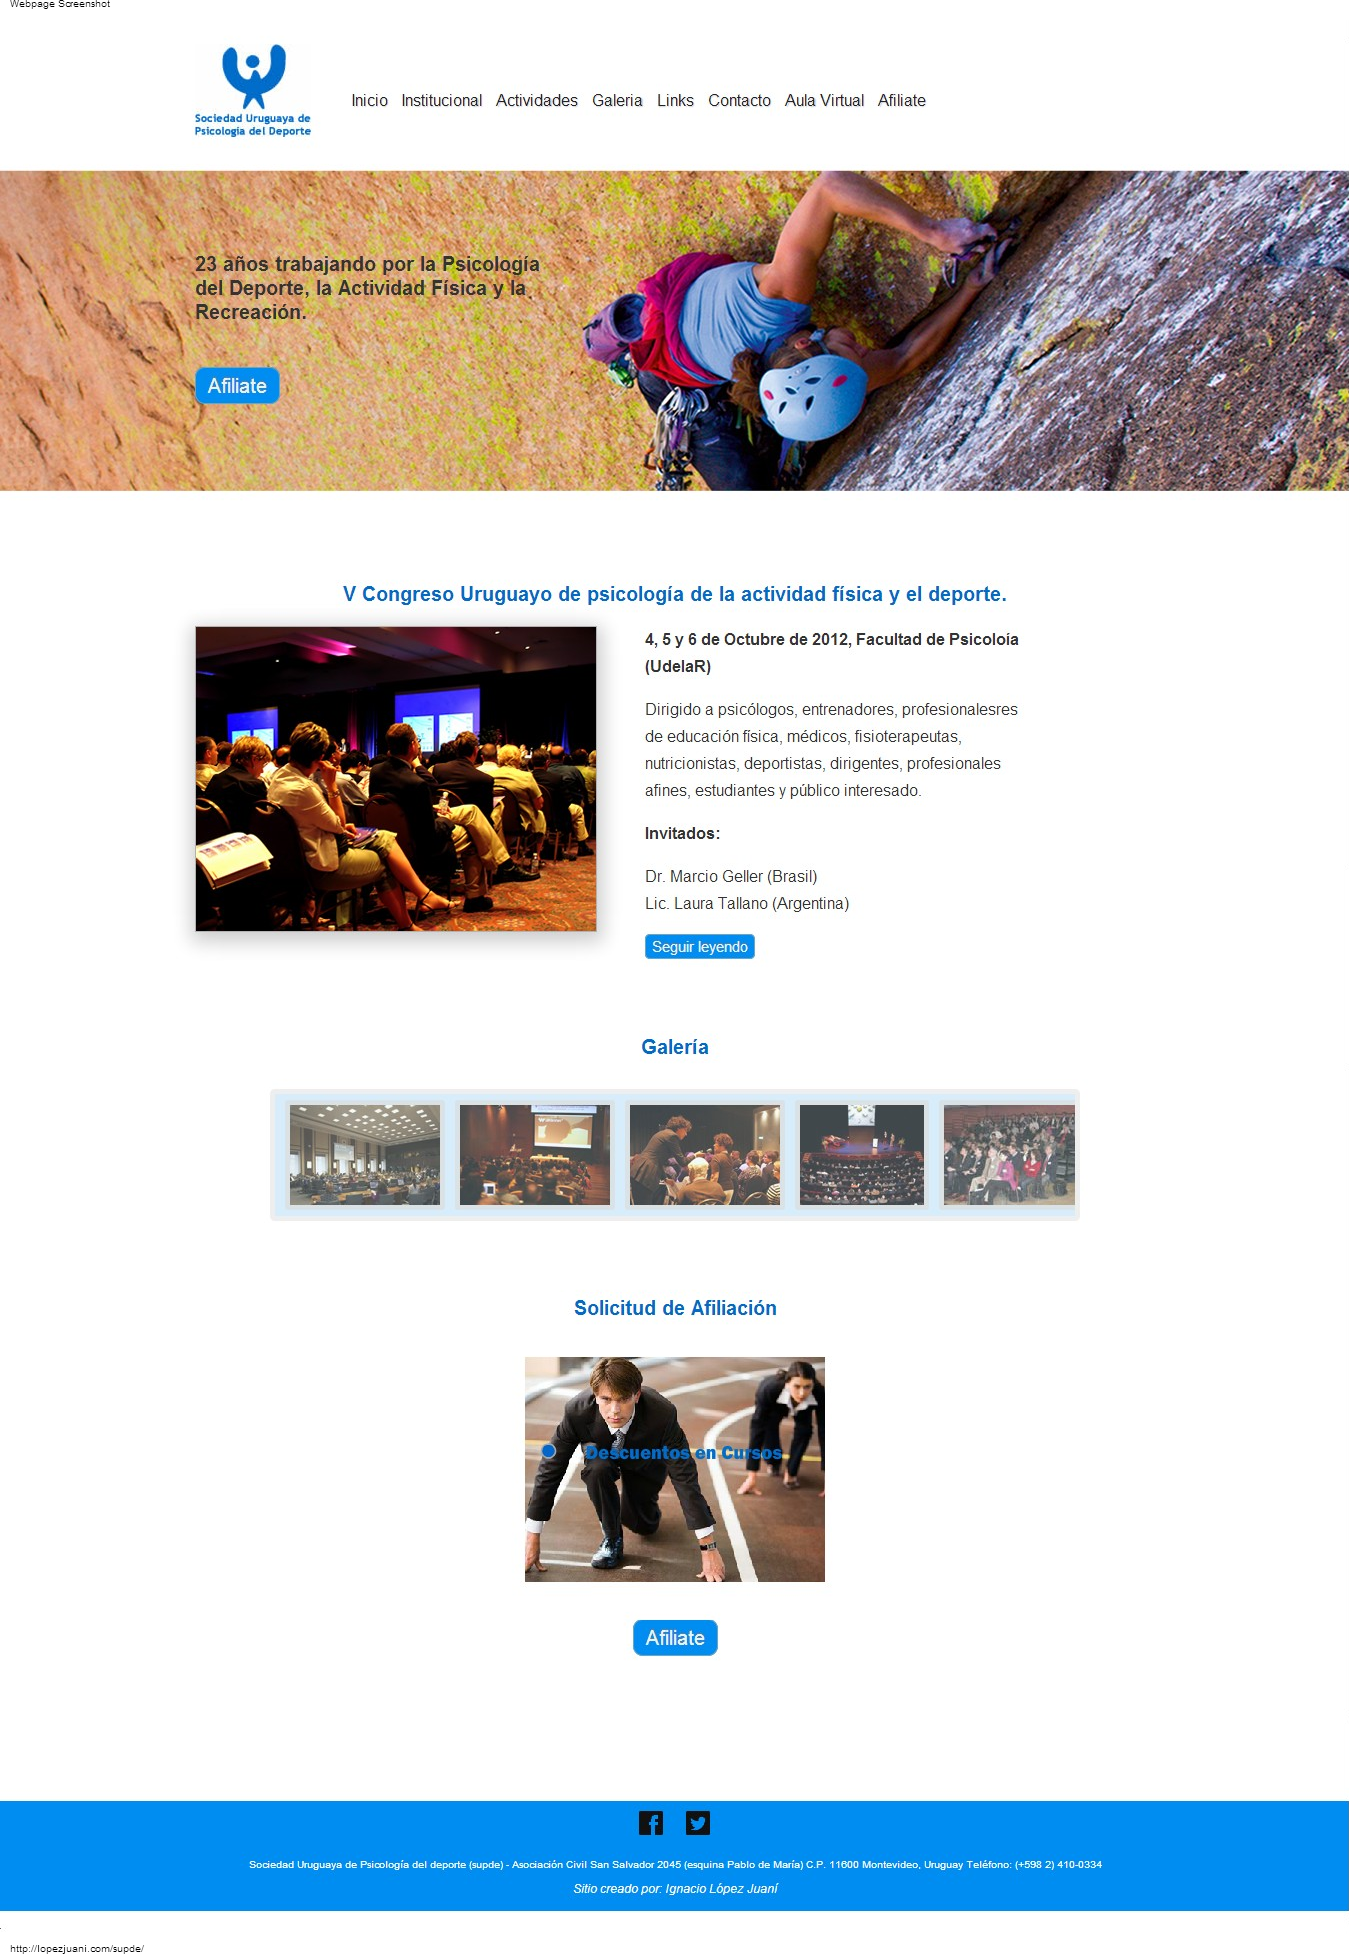 Webpage Screenshot
Sociedad Uruguaya de
Psicología del Deporte
Inicio Institucional Actividades Galeria Links Contacto Aula Virtual Afiliate
23 años trabajando por la Psicología
del Deporte, la Actividad Física y la
Recreación.
Afiliate
V Congreso Uruguayo de psicología de la actividad física y el deporte.
4, 5 y 6 de Octubre de 2012, Facultad de Psicoloía
(UdelaR)
Dirigido a psicólogos, entrenadores, profesionalesres
de educación física, médicos, fisioterapeutas,
nutricionistas, deportistas, dirigentes, profesionales
afines, estudiantes y público interesado.
Invitados:
Dr. Marcio Geller (Brasil)
Lic. Laura Tallano (Argentina)
Seguir leyendo
Galería
Solicitud de Afiliación
Descuentos en Cursos
Afiliate
Sociedad Uruguaya de Psicología del deporte (supde) - Asociación Civil San Salvador 2045 (esquina Pablo de María) C.P. 11600 Montevideo, Uruguay Teléfono: (+598 2) 410-0334
Sitio creado por: Ignacio López Juaní
http://lopezjuani.com/supde/